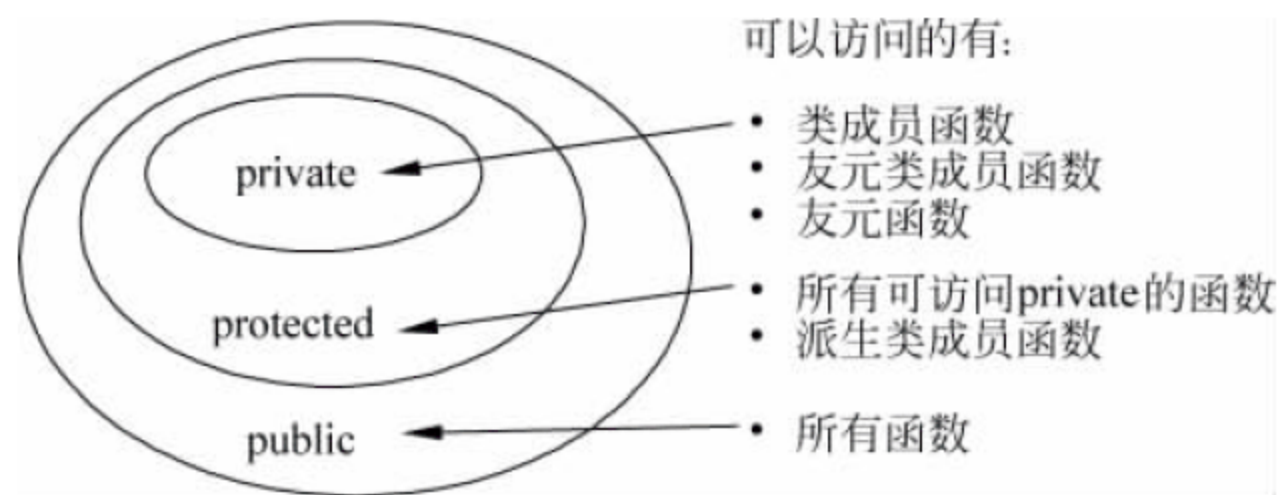 可以访问的有:
private
• 类成员函数
• 友元类成员函数
• 友元函数
protected
• 所有可访问private的函数
• 派生类成员函数
public
• 所有函数